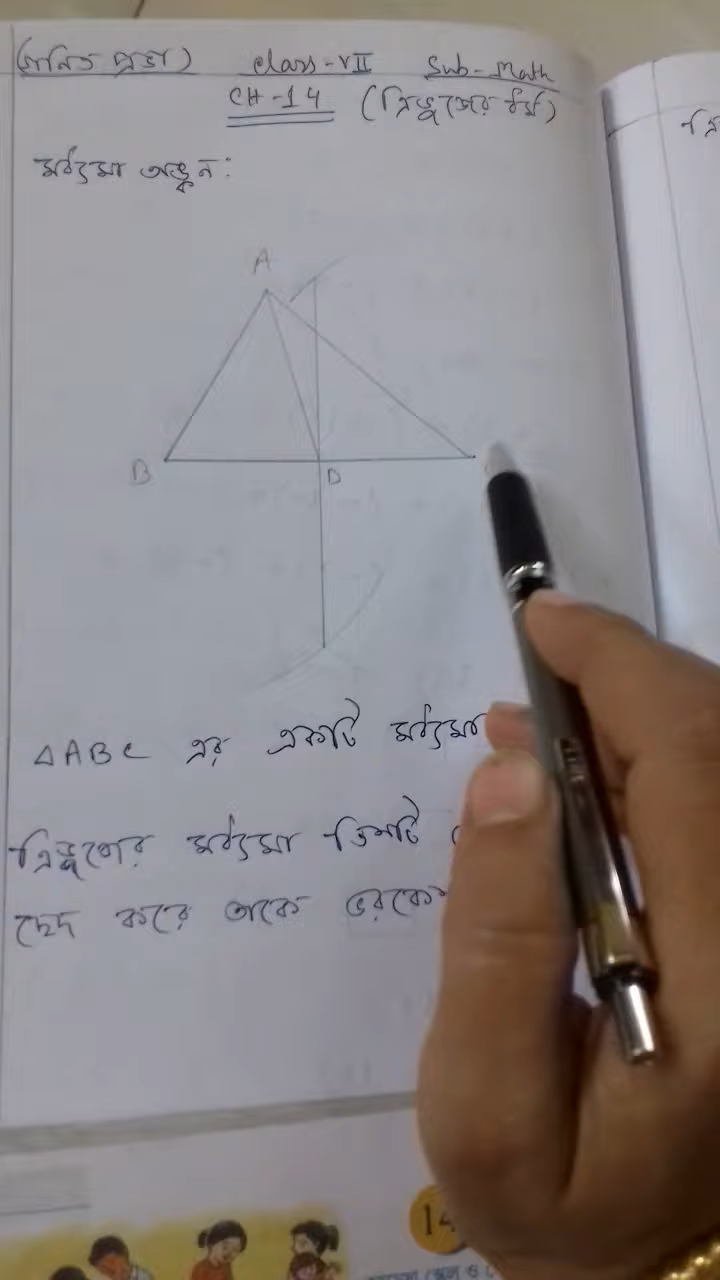 (গনিত প্রভা) Class-VII Sub-Math
CH-14 (ত্রিভুজের ধর্ম)
মধ্যমা অঙ্কন:
A
B
D
△ABC এর একটি মধ্যমা
ত্রিভুজের মধ্যমা তিনটি
ছেদ করে তাকে
14